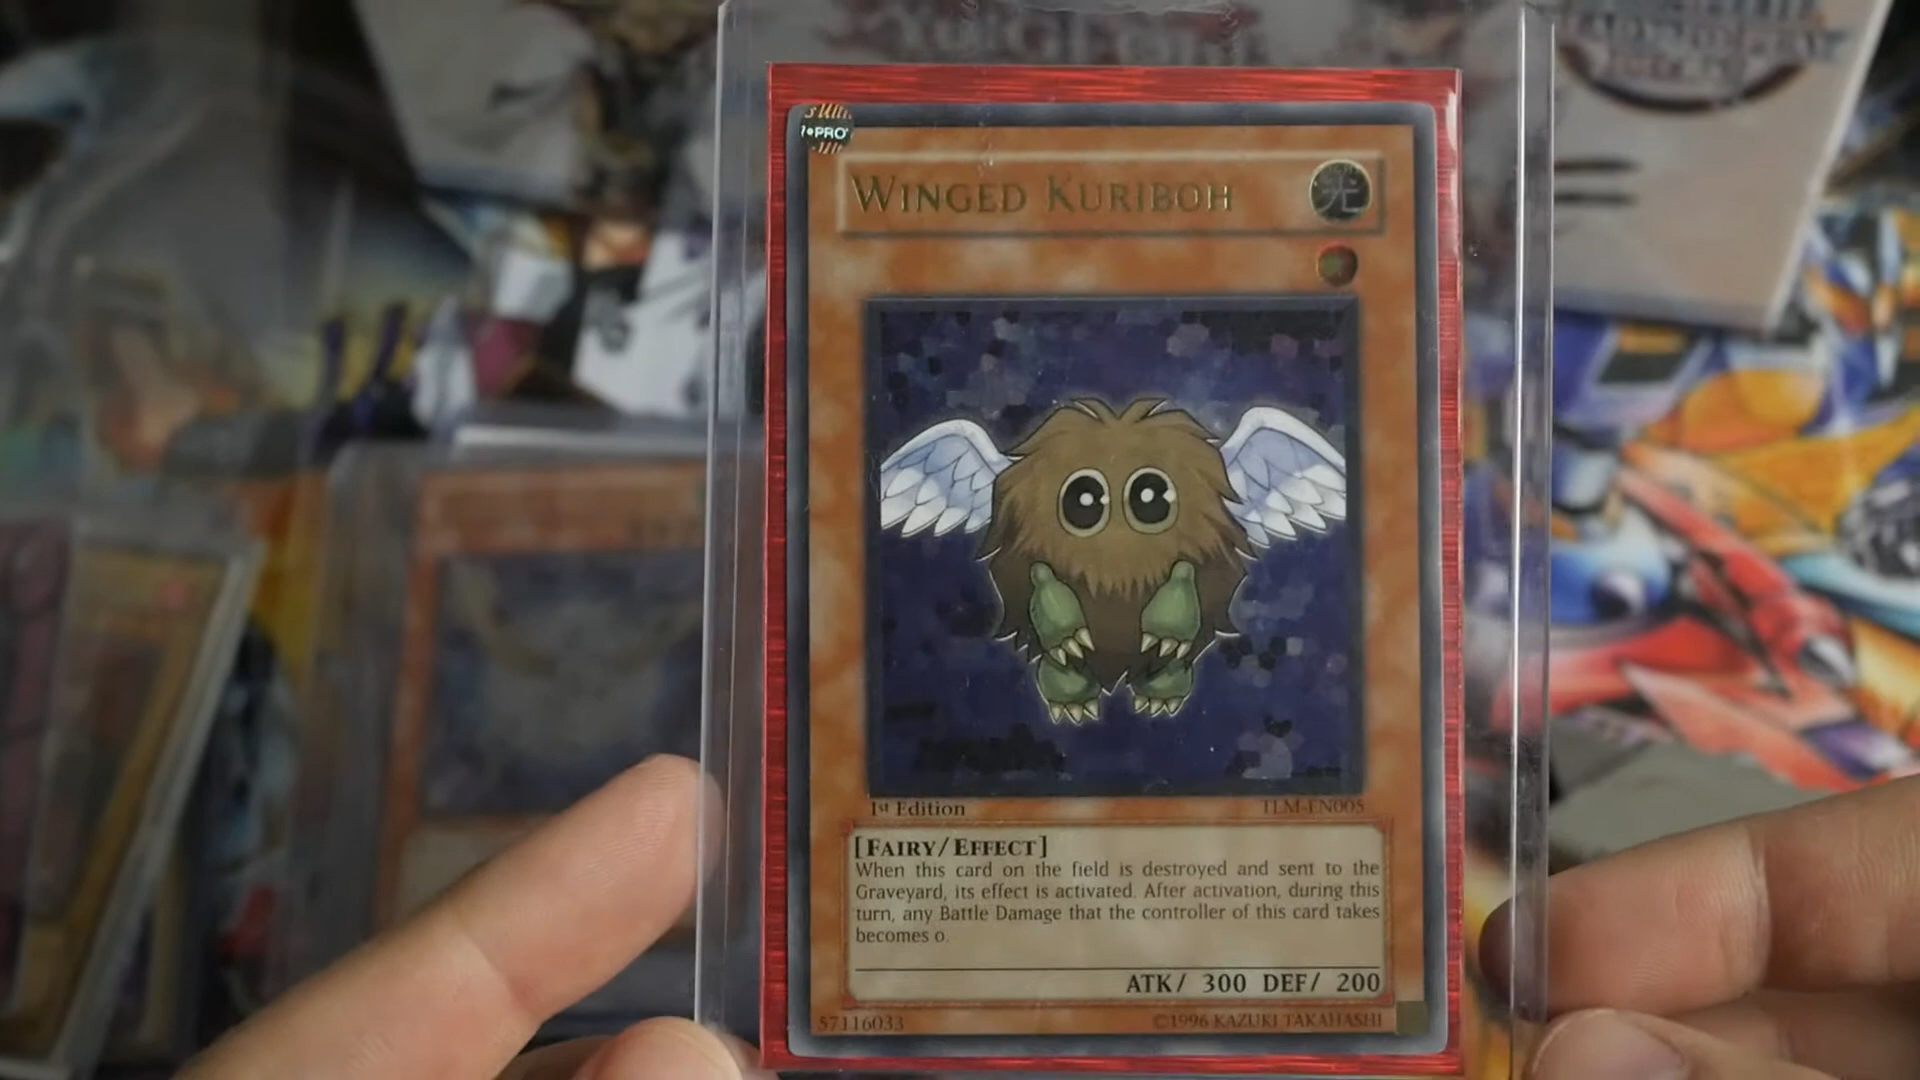 WINGED KURIBOH
光
1st Edition
TLM-EN005
[FAIRY/EFFECT]
When this card on the field is destroyed and sent to the
Graveyard, its effect is activated. After activation, during this
turn, any Battle Damage that the controller of this card takes
becomes 0.
ATK/ 300 DEF/ 200
57116033
©1996 KAZUKI TAKAHASHI